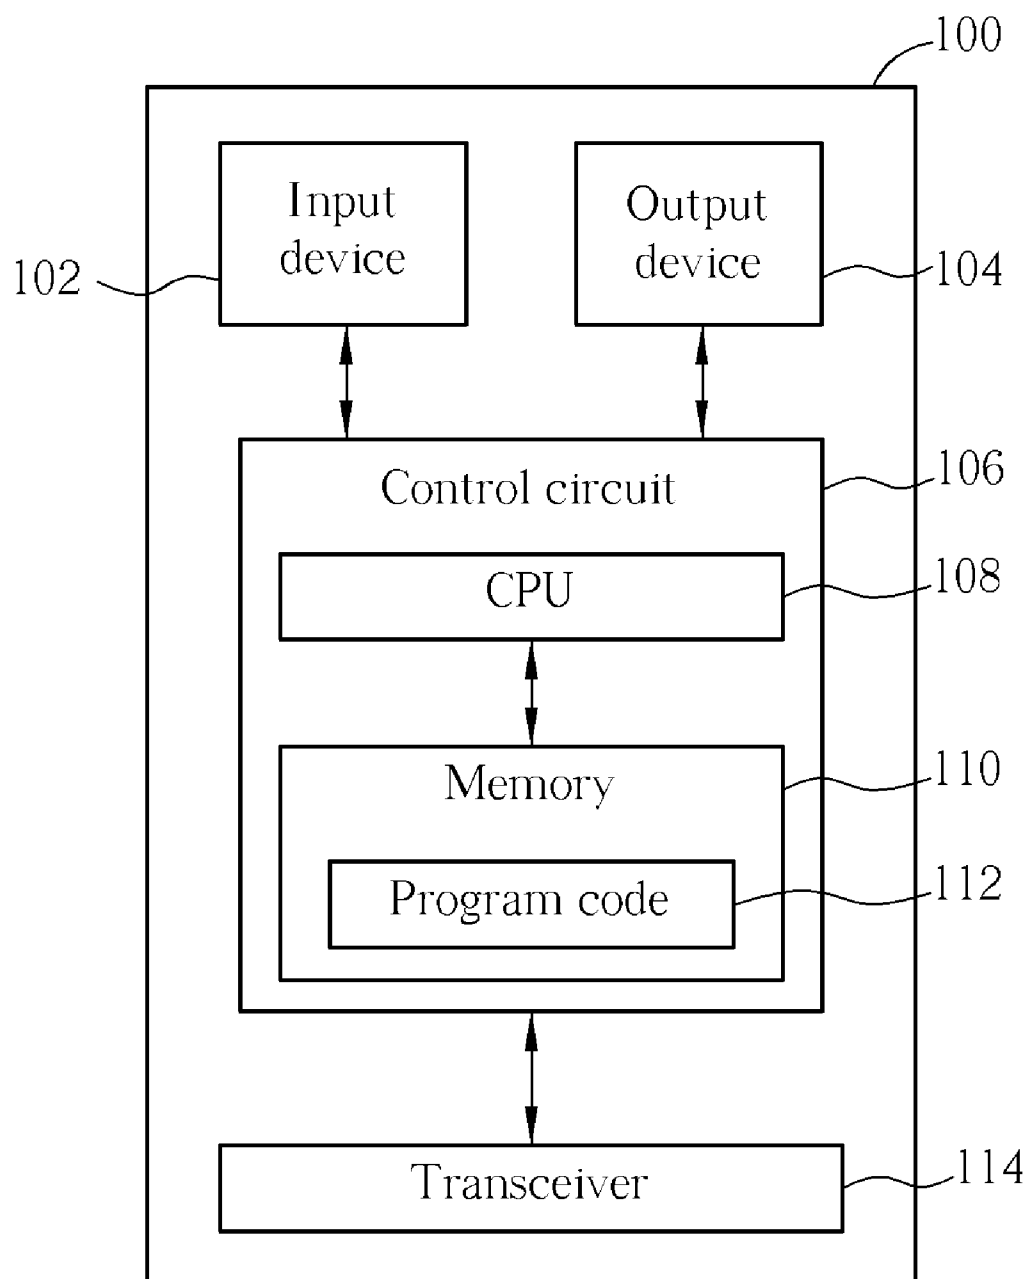 100
Input
device
Output
device
102
104
Control circuit
106
CPU
108
Memory
110
Program code
112
Transceiver
114